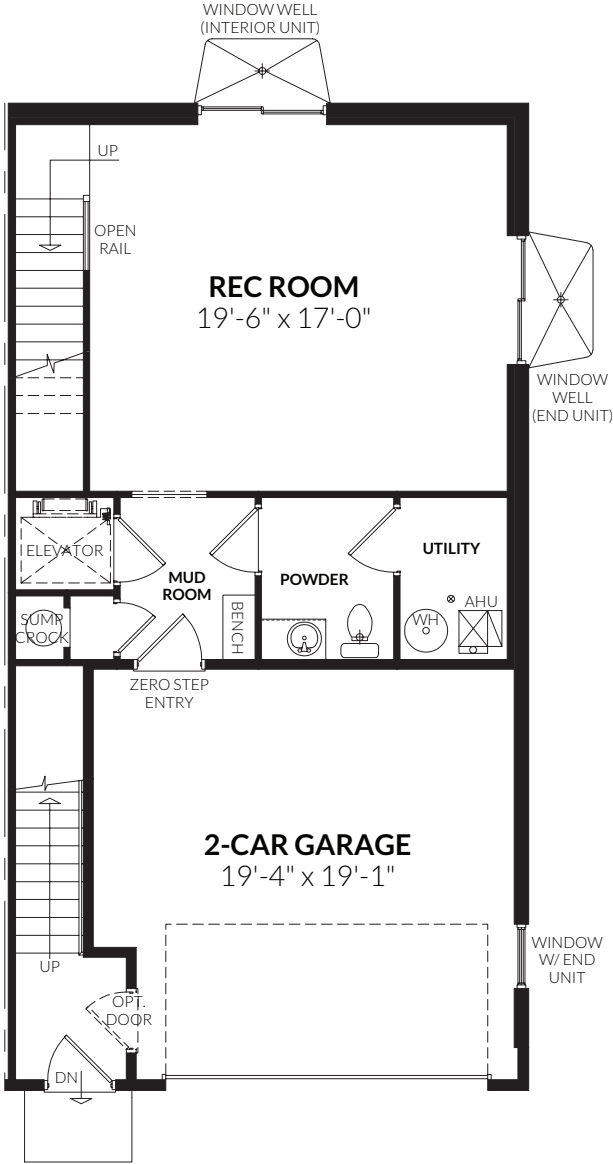 WINDOW WELL
(INTERIOR UNIT)
UP
OPEN
RAIL
REC ROOM
19'-6" x 17'-0"
WINDOW
WELL
(END UNIT)
ELEVATOR
MUD
ROOM
POWDER
UTILITY
SUMP
CROCK
BENCH
WH
AHU
ZERO STEP
ENTRY
2-CAR GARAGE
19'-4" x 19'-1"
WINDOW
W/ END
UNIT
UP
OPT.
DOOR
DN